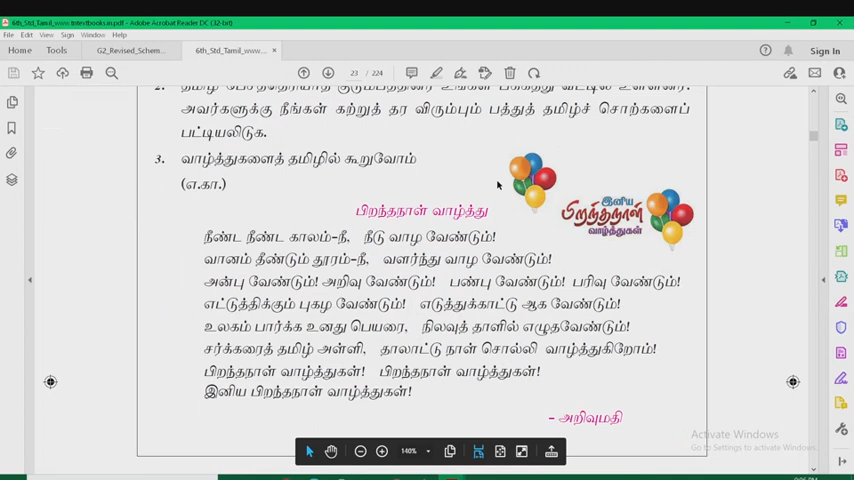 6th_Std_Tamil_www.tntextbooks.in.pdf - Adobe Acrobat Reader DC (32-bit)
File Edit View Sign Window Help
Home Tools G2_Revised_Schem... 6th_Std_Tamil_www.... × Sign In
23 / 224
அவர்களுக்கு நீங்கள் கற்றுத் தர விரும்பும் பத்துத் தமிழ்ச் சொற்களைப்
பட்டியலிடுக.
3. வாழ்த்துகளைத் தமிழில் கூறுவோம்
(எ.கா.)
பிறந்தநாள் வாழ்த்து
இனிய
பிறந்தநாள்
வாழ்த்துகள்
நீண்ட நீண்ட காலம்-நீ, நீடு வாழ வேண்டும்!
வானம் தீண்டும் தூரம்-நீ, வளர்ந்து வாழ வேண்டும்!
அன்பு வேண்டும்! அறிவு வேண்டும்! பண்பு வேண்டும்! பரிவு வேண்டும்!
எட்டுத்திக்கும் புகழ வேண்டும்! எடுத்துக்காட்டு ஆக வேண்டும்!
உலகம் பார்க்க உனது பெயரை, நிலவுத் தாளில் எழுதவேண்டும்!
சர்க்கரைத் தமிழ் அள்ளி, தாலாட்டு நாள் சொல்லி வாழ்த்துகிறோம்!
பிறந்தநாள் வாழ்த்துகள்! பிறந்தநாள் வாழ்த்துகள்!
இனிய பிறந்தநாள் வாழ்த்துகள்!
– அறிவுமதி
Activate Windows
Go to Settings to activate Windows.
140%